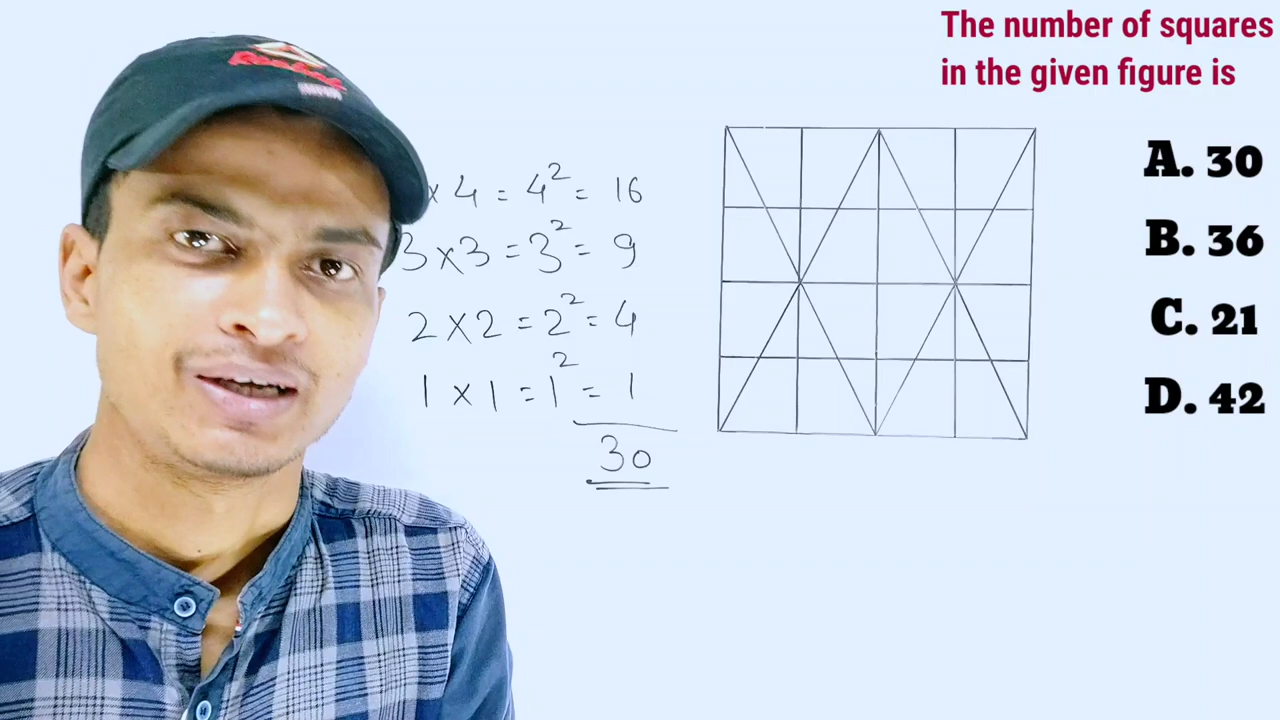 The number of squares
in the given figure is
× 4 = 4² = 16
3 × 3 = 3² = 9
2 × 2 = 2² = 4
1 × 1 = 1² = 1
30
A. 30
B. 36
C. 21
D. 42